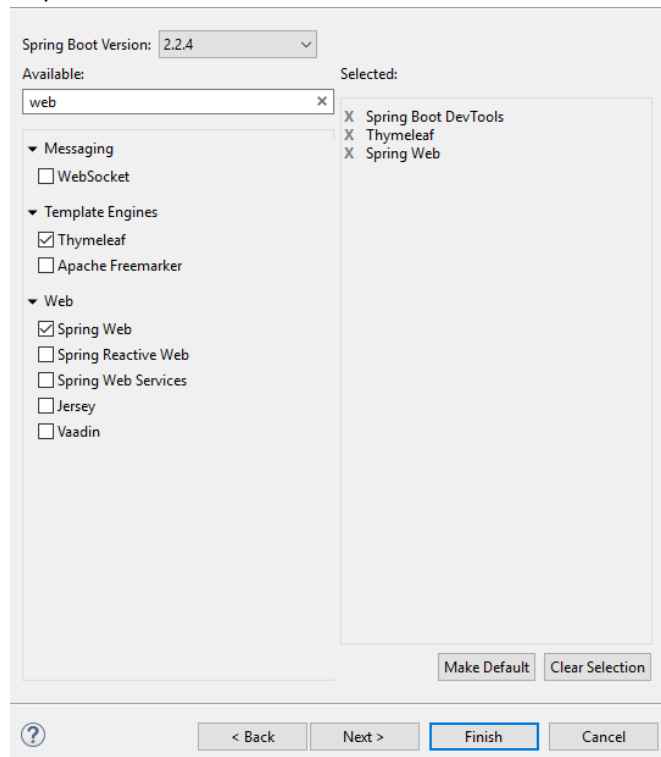 Spring Boot Version: 2.2.4
Available:
web
Messaging
WebSocket
Template Engines
Thymeleaf
Apache Freemarker
Web
Spring Web
Spring Reactive Web
Spring Web Services
Jersey
Vaadin
Selected:
X Spring Boot DevTools
X Thymeleaf
X Spring Web
Make Default Clear Selection
? < Back Next > Finish Cancel